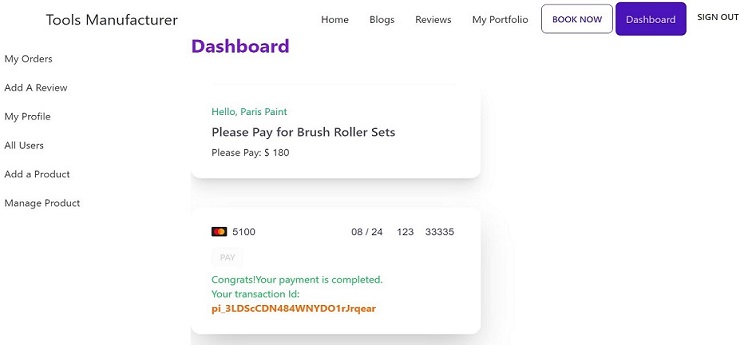 Tools Manufacturer
Home Blogs Reviews My Portfolio BOOK NOW Dashboard SIGN OUT
My Orders
Add A Review
My Profile
All Users
Add a Product
Manage Product
Dashboard
Hello, Paris Paint
Please Pay for Brush Roller Sets
Please Pay: $ 180
5100 08 / 24 123 33335
PAY
Congrats!Your payment is completed.
Your transaction Id:
pi_3LDScCDN484WNYDO1rJrqear